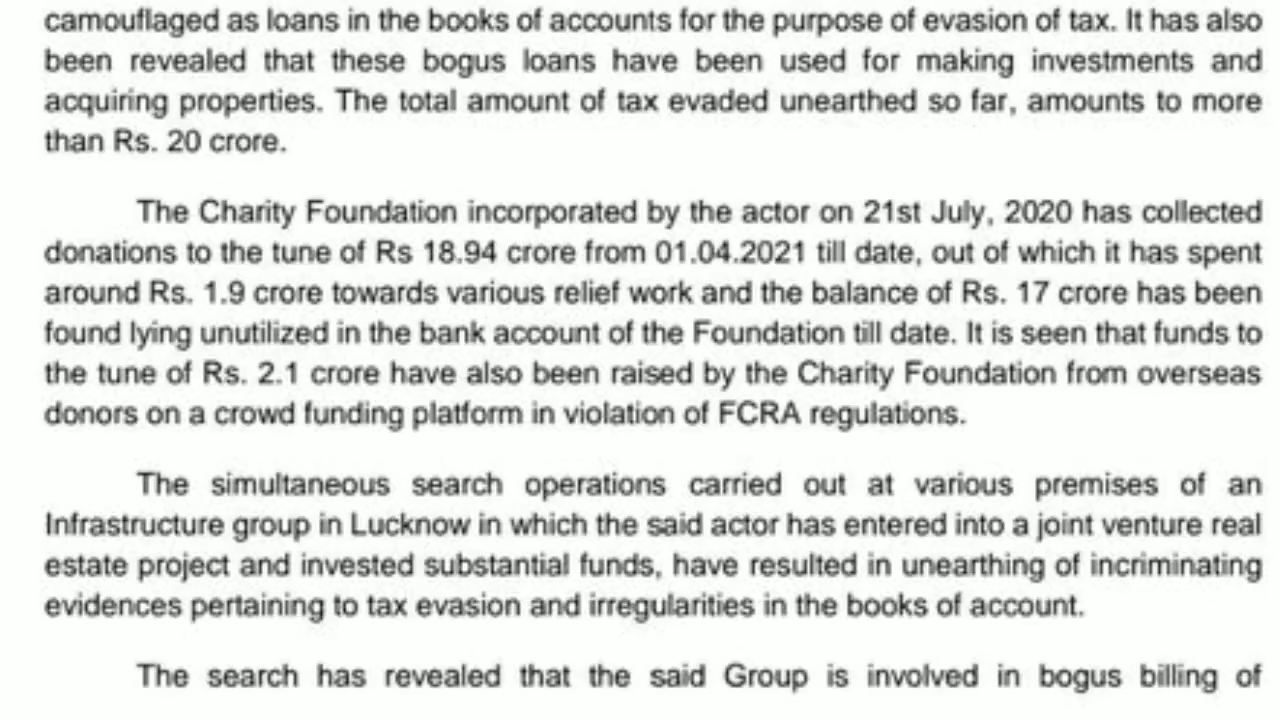 camouflaged as loans in the books of accounts for the purpose of evasion of tax. It has also
been revealed that these bogus loans have been used for making investments and
acquiring properties. The total amount of tax evaded unearthed so far, amounts to more
than Rs. 20 crore.
The Charity Foundation incorporated by the actor on 21st July, 2020 has collected
donations to the tune of Rs 18.94 crore from 01.04.2021 till date, out of which it has spent
around Rs. 1.9 crore towards various relief work and the balance of Rs. 17 crore has been
found lying unutilized in the bank account of the Foundation till date. It is seen that funds to
the tune of Rs. 2.1 crore have also been raised by the Charity Foundation from overseas
donors on a crowd funding platform in violation of FCRA regulations.
The simultaneous search operations carried out at various premises of an
Infrastructure group in Lucknow in which the said actor has entered into a joint venture real
estate project and invested substantial funds, have resulted in unearthing of incriminating
evidences pertaining to tax evasion and irregularities in the books of account.
The search has revealed that the said Group is involved in bogus billing of